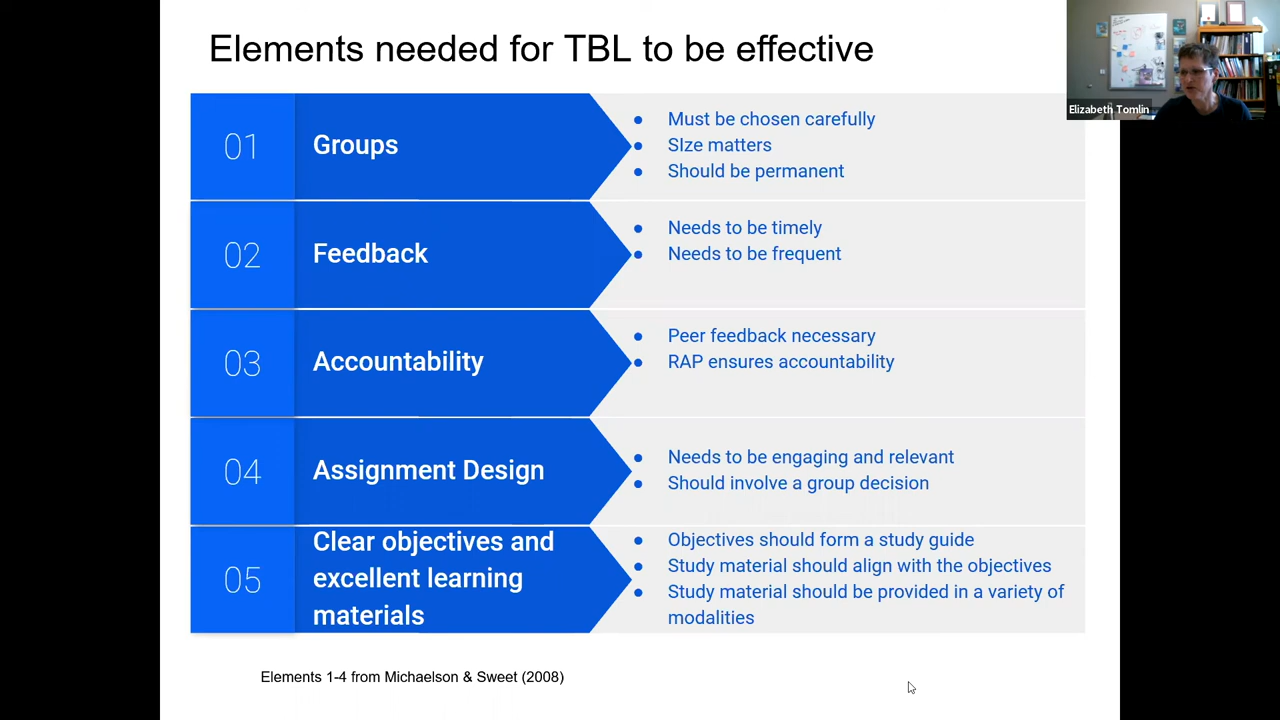 Elements needed for TBL to be effective
Elizabeth Tomlin
01
Groups
● Must be chosen carefully
● SIze matters
● Should be permanent
02
Feedback
● Needs to be timely
● Needs to be frequent
03
Accountability
● Peer feedback necessary
● RAP ensures accountability
04
Assignment Design
● Needs to be engaging and relevant
● Should involve a group decision
05
Clear objectives and
excellent learning
materials
● Objectives should form a study guide
● Study material should align with the objectives
● Study material should be provided in a variety of
modalities
Elements 1-4 from Michaelson & Sweet (2008)